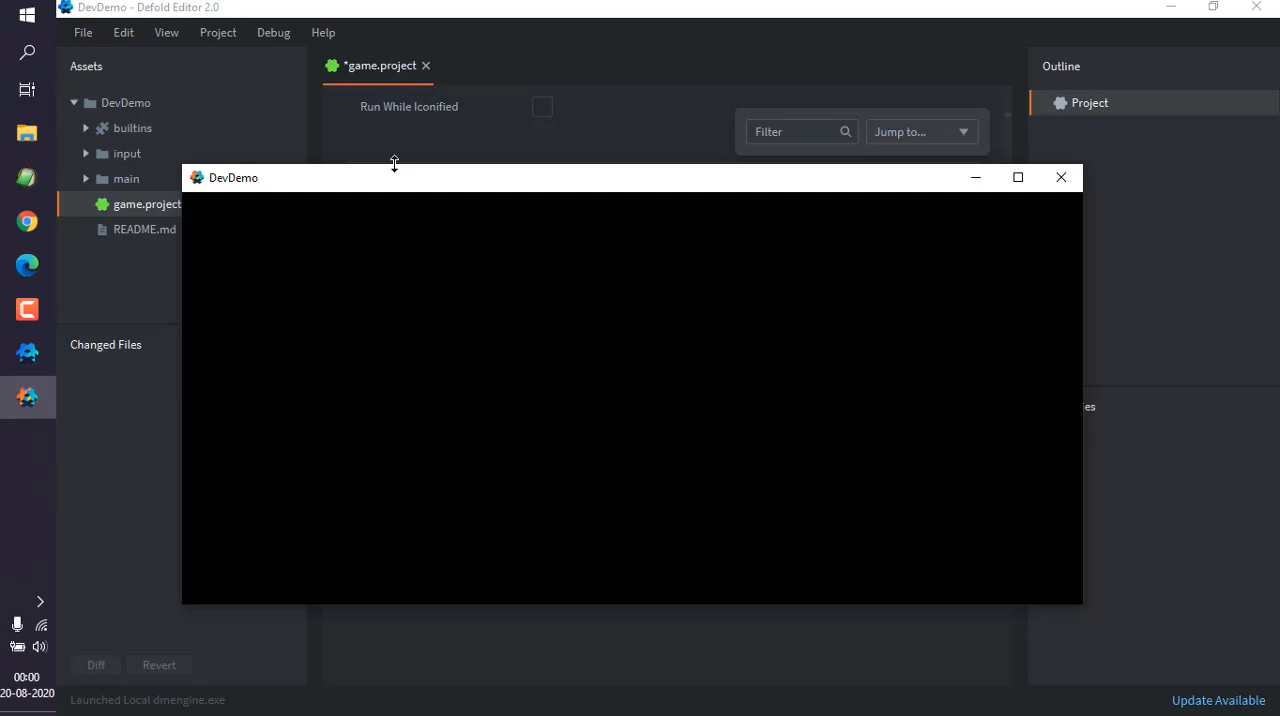 DevDemo - Defold Editor 2.0
File Edit View Project Debug Help
Assets
*game.project
Outline
DevDemo
builtins
input
main
game.project
README.md
Run While Iconified
Filter
Jump to...
Project
DevDemo
Changed Files
es
Diff Revert
00:00
20-08-2020
Launched Local dmengine.exe
Update Available